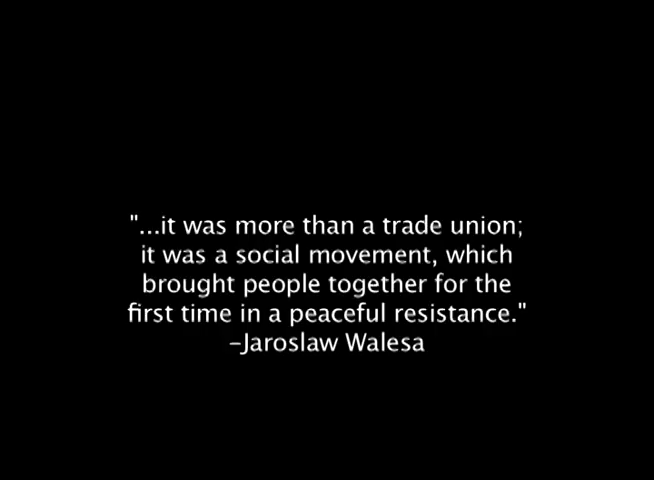 "...it was more than a trade union;
it was a social movement, which
brought people together for the
first time in a peaceful resistance."
–Jaroslaw Walesa